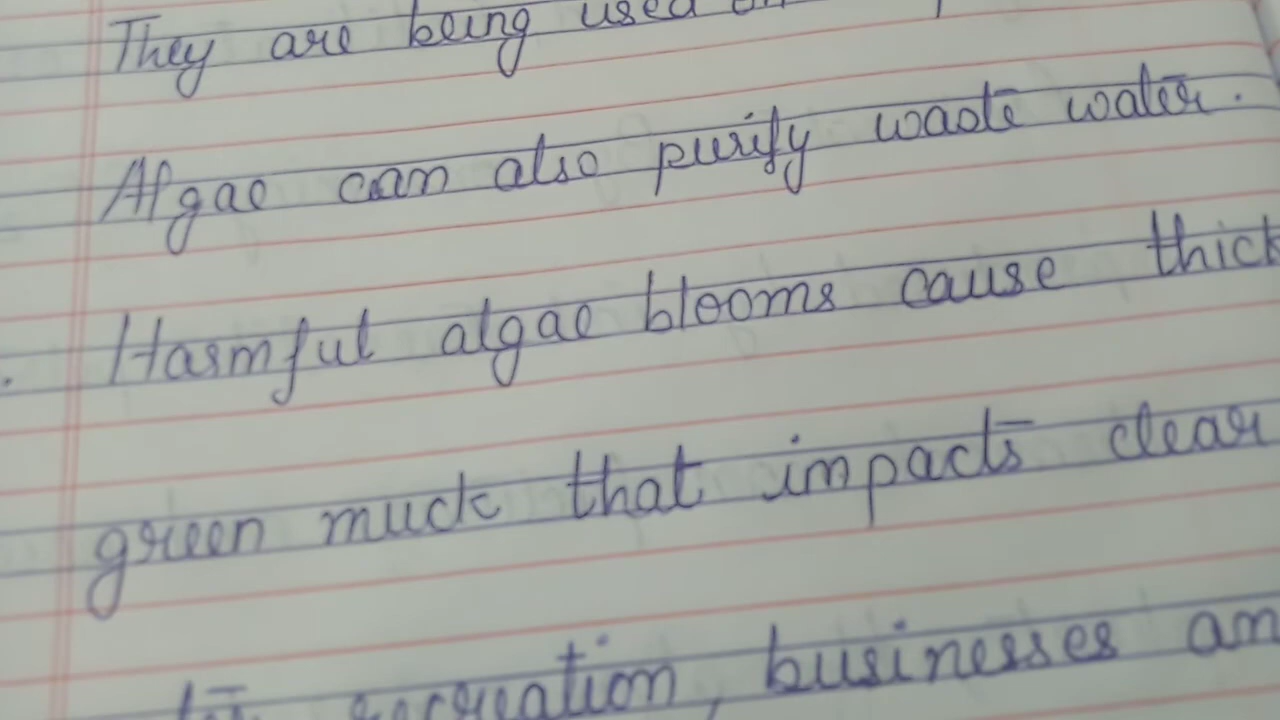 They are being used
Algae can also purify waste water.
Harmful algae blooms cause thick
green muck that impacts clear
recreation, businesses an